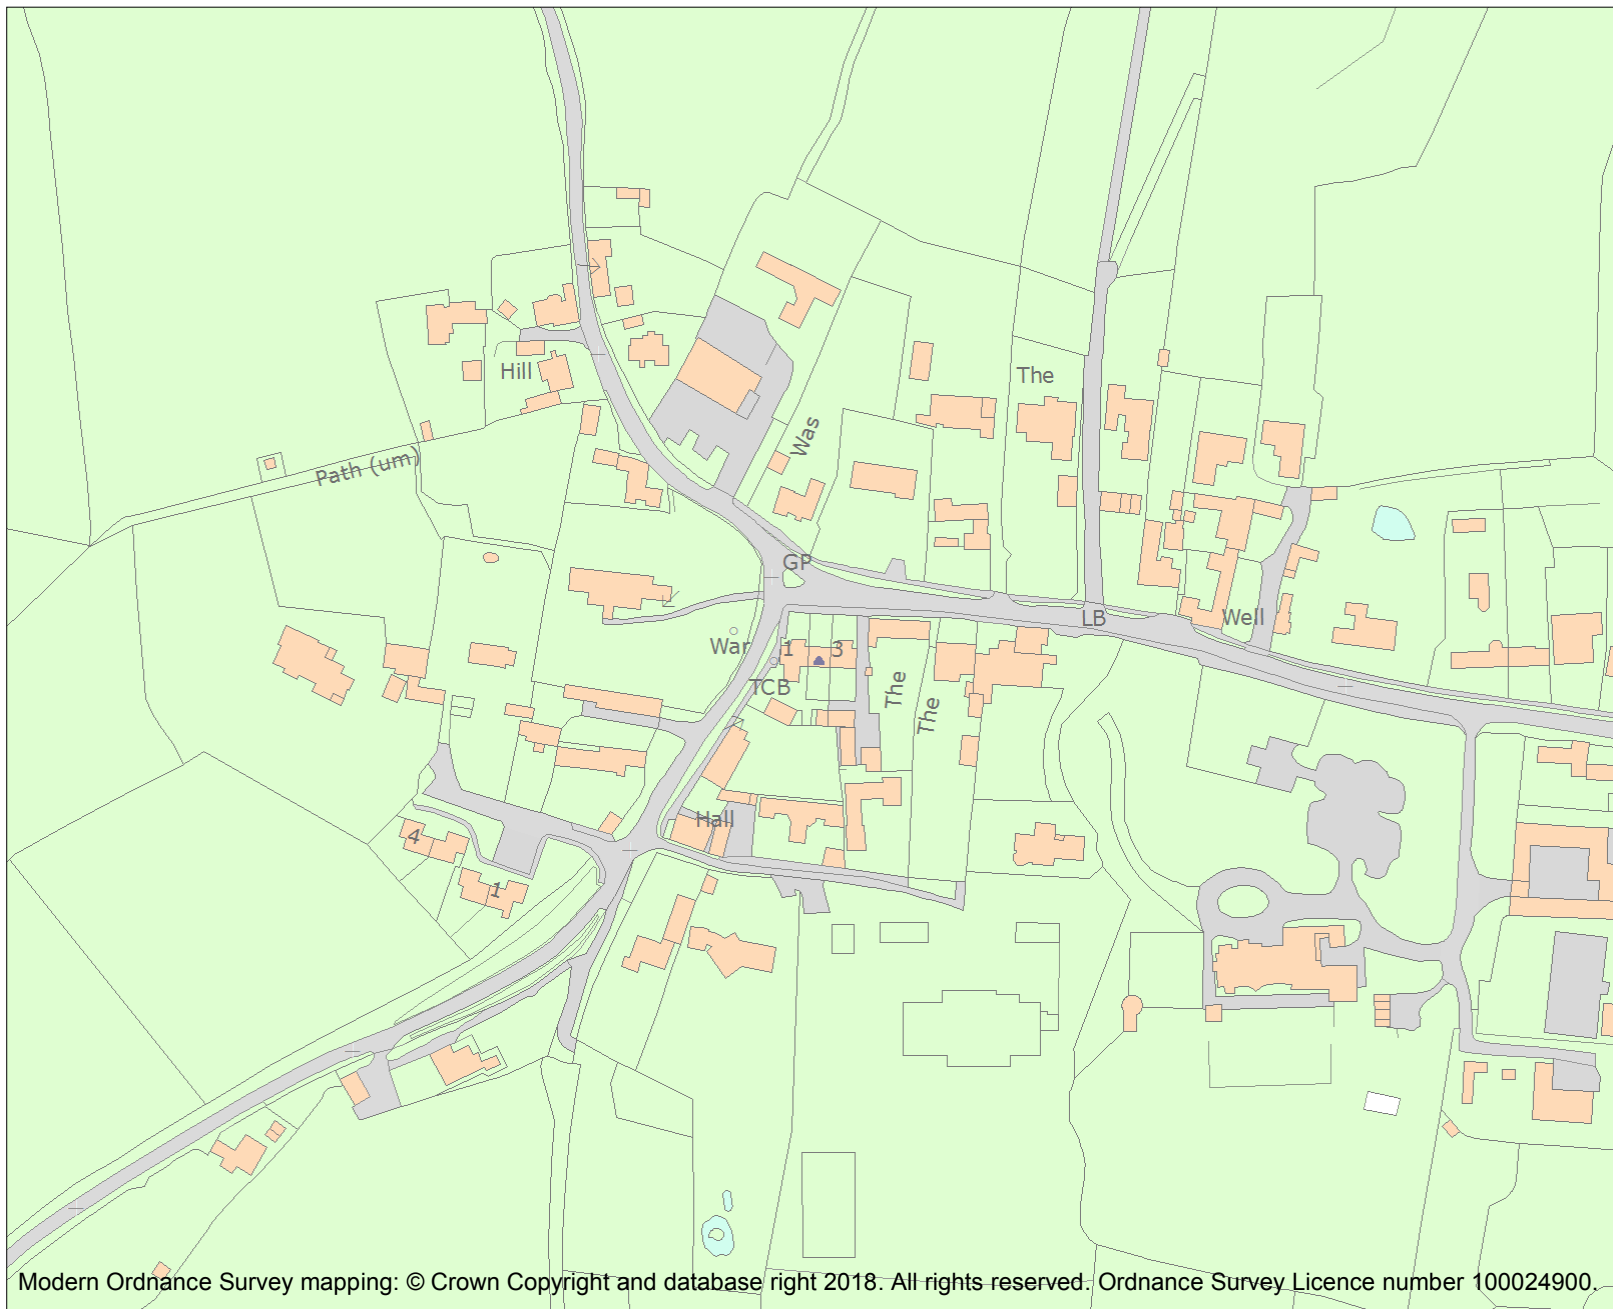 Hill
The
Was
Path (um)
GP
LB
Well
War
1
3
TCB
The
The
Hall
4
1
Modern Ordnance Survey mapping: © Crown Copyright and database right 2018. All rights reserved. Ordnance Survey Licence number 100024900.